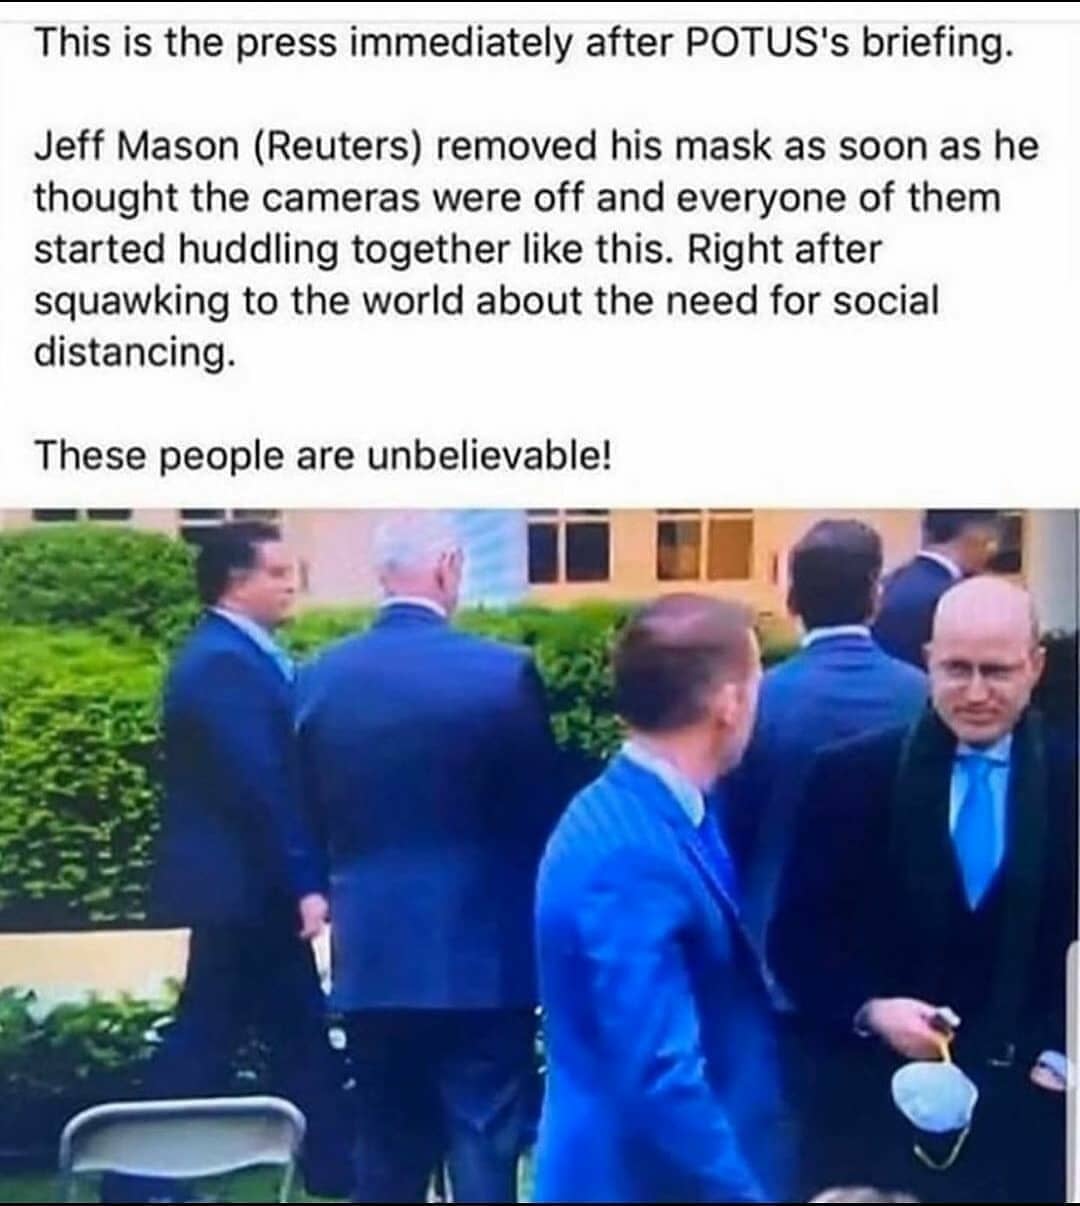 This is the press immediately after POTUS's briefing.
Jeff Mason (Reuters) removed his mask as soon as he
thought the cameras were off and everyone of them
started huddling together like this. Right after
squawking to the world about the need for social
distancing.
These people are unbelievable!